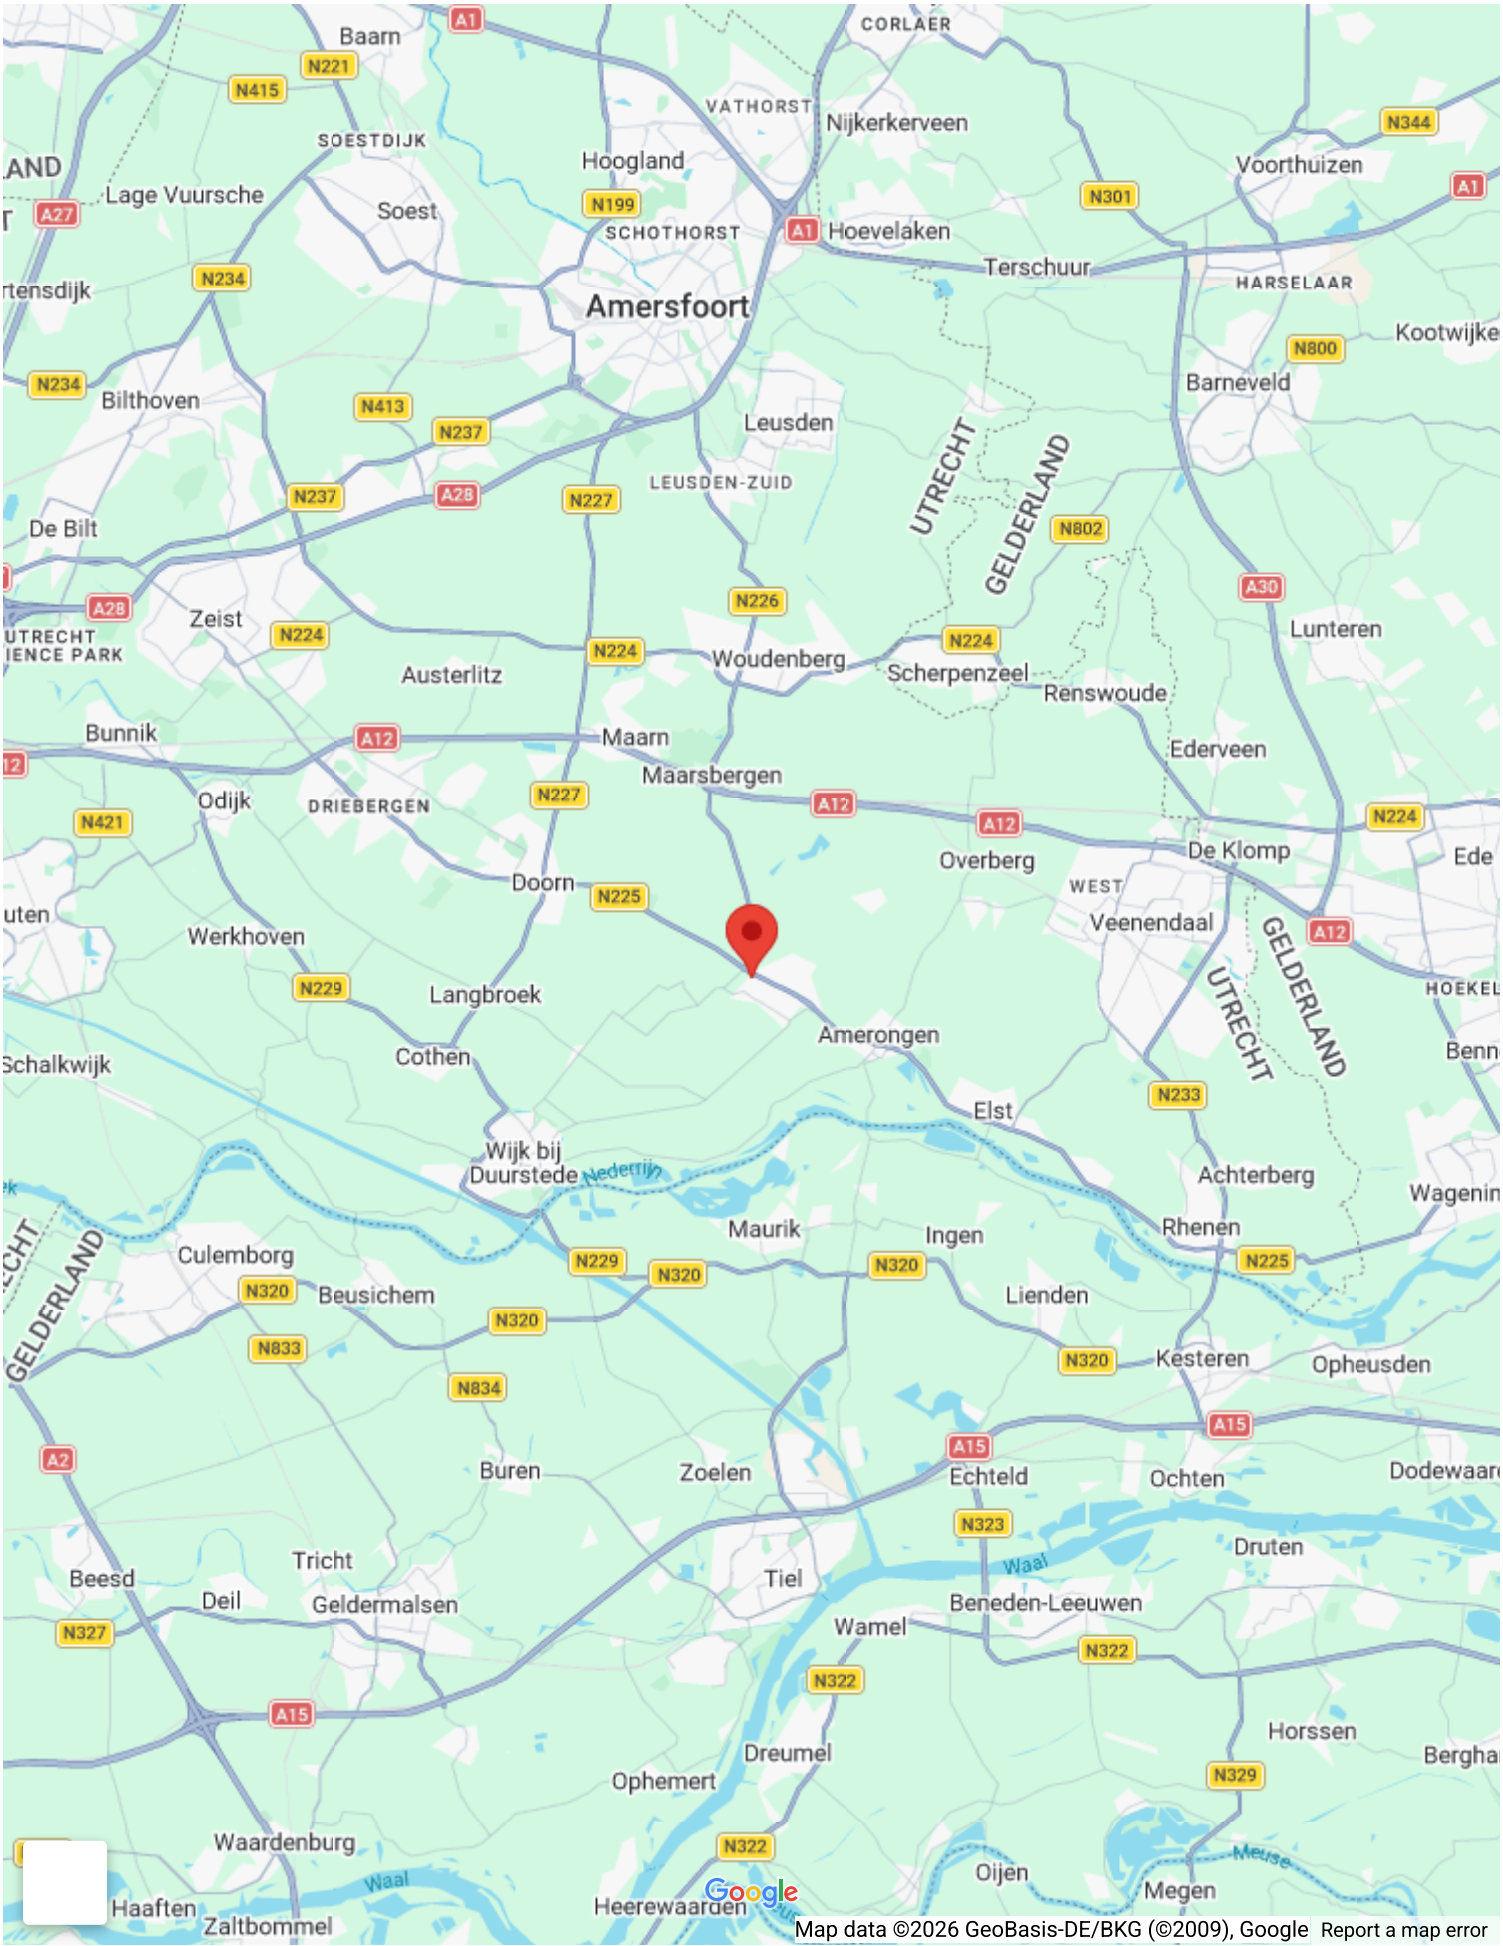 A1
CORLAER
Baarn
N221
N415
VATHORST
Nijkerkerveen
N344
SOESTDIJK
Hoogland
Voorthuizen
LAND
Lage Vuursche
A1
N301
N199
Soest
A27
T
SCHOTHORST
A1
Hoevelaken
Terschuur
N234
HARSELAAR
rtensdijk
Amersfoort
Kootwijke
N800
N234
Barneveld
Bilthoven
N413
Leusden
N237
UTRECHT
GELDERLAND
LEUSDEN-ZUID
A28
N237
N227
De Bilt
N802
A30
N226
A28
Zeist
N224
UTRECHT
IENCE PARK
Lunteren
N224
N224
Woudenberg
Scherpenzeel
Austerlitz
Renswoude
Bunnik
A12
Maarn
Ederveen
12
Maarsbergen
Odijk
DRIEBERGEN
N227
A12
N421
A12
N224
De Klomp
Ede
Overberg
Doorn
WEST
N225
uten
Veenendaal
Werkhoven
A12
GELDERLAND
UTRECHT
N229
Langbroek
HOEKEL
Amerongen
Cothen
Schalkwijk
Benn
N233
Elst
Wijk bij
Duurstede
Nederrijn
Achterberg
ek
Wagenin
Maurik
Ingen
Rhenen
ECHT
GELDERLAND
Culemborg
N229
N320
N320
N225
N320
Beusichem
Lienden
N320
N833
N320
Kesteren
Opheusden
N834
A15
A15
A2
Buren
Zoelen
Echteld
Ochten
Dodewaard
N323
Tricht
Waal
Druten
Beesd
Tiel
Deil
Geldermalsen
Beneden-Leeuwen
N327
Wamel
N322
N322
A15
Horssen
Dreumel
Bergha
Ophemert
N329
Waardenburg
N322
Meuse
Waal
Oijen
Google
Megen
Haaften
Heerewaarden
Zaltbommel
Map data ©2026 GeoBasis-DE/BKG (©2009), Google
Report a map error